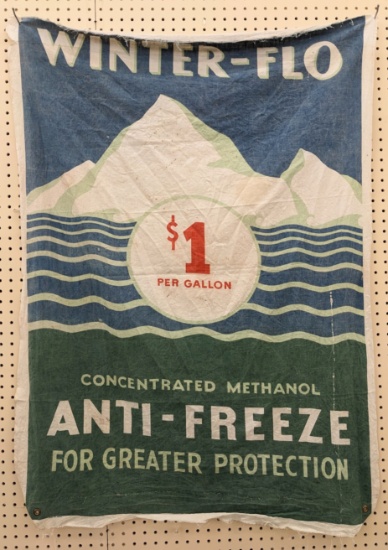 WINTER-FLO
$1
PER GALLON
CONCENTRATED METHANOL
ANTI-FREEZE
FOR GREATER PROTECTION